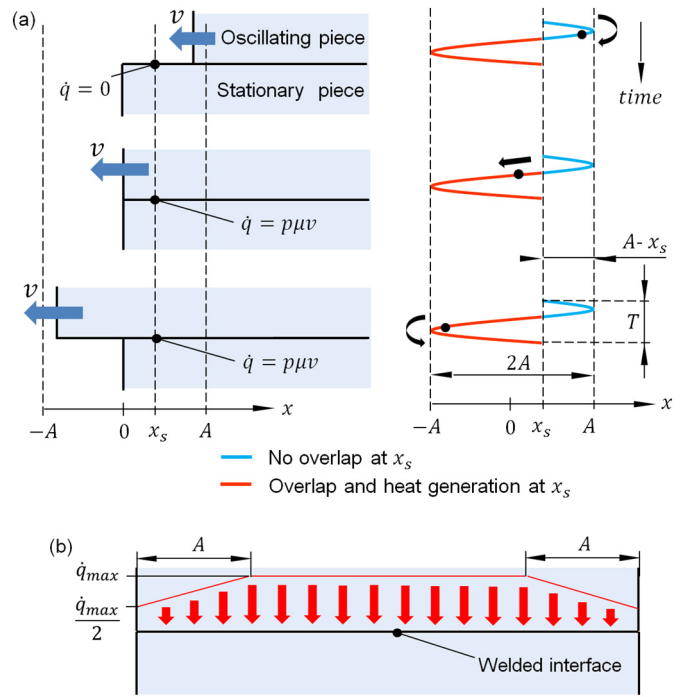 (a)
v
Oscillating piece
q̇ = 0
Stationary piece
time
v
q̇ = pμv
A- x_s
v
T
q̇ = pμv
2A
x
x
−A
0
x_s
A
−A
0
x_s
A
No overlap at x_s
Overlap and heat generation at x_s
(b)
A
A
q̇_max
q̇_max
2
Welded interface